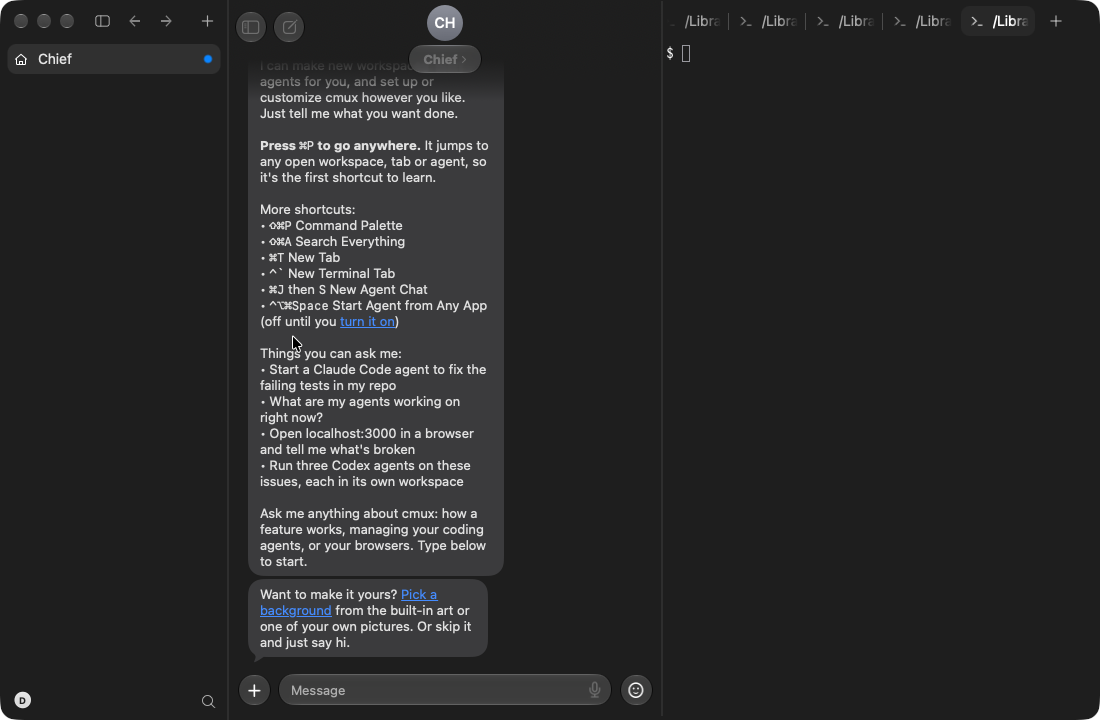 Chief
CH
Chief ›
I can make new workspac
agents for you, and set up or
customize cmux however you like.
Just tell me what you want done.
Press ⌘P to go anywhere. It jumps to
any open workspace, tab or agent, so
it's the first shortcut to learn.
More shortcuts:
• ⇧⌘P Command Palette
• ⇧⌘A Search Everything
• ⌘T New Tab
• ^` New Terminal Tab
• ⌘J then S New Agent Chat
• ^⌥⌘Space Start Agent from Any App
(off until you turn it on)
Things you can ask me:
• Start a Claude Code agent to fix the
failing tests in my repo
• What are my agents working on
right now?
• Open localhost:3000 in a browser
and tell me what's broken
• Run three Codex agents on these
issues, each in its own workspace
Ask me anything about cmux: how a
feature works, managing your coding
agents, or your browsers. Type below
to start.
Want to make it yours? Pick a
background from the built-in art or
one of your own pictures. Or skip it
and just say hi.
Message
D
/Libra
/Libra
/Libra
/Libra
/Libra
$